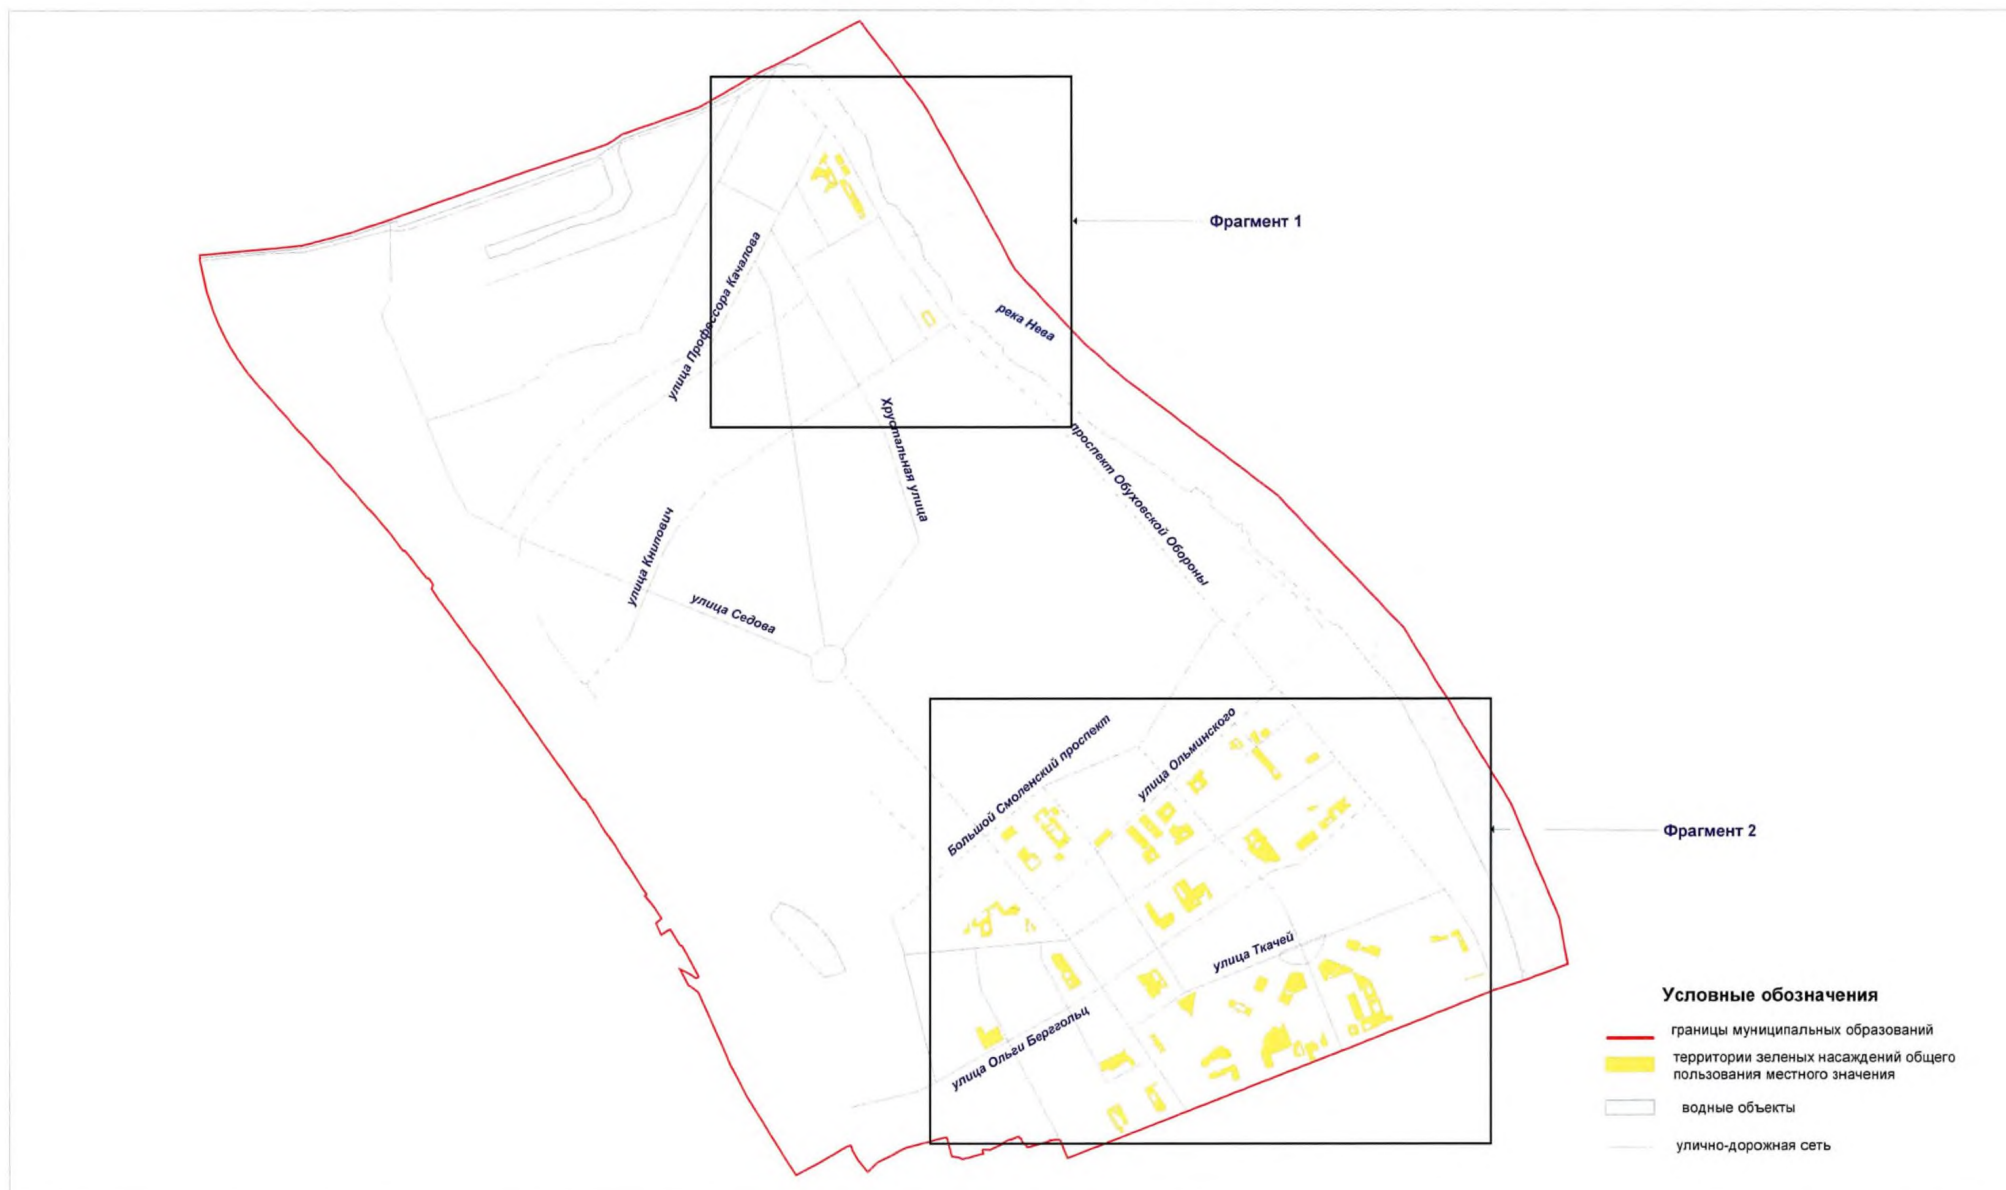 Фрагмент 1
улица Профессора Качалова
река Нева
Хрустальная улица
проспект Обуховской Обороны
улица Книпович
улица Седова
Большой Смоленский проспект
улица Ольминского
Фрагмент 2
улица Ткачей
улица Ольги Берггольц
Условные обозначения
границы муниципальных образований
территории зеленых насаждений общего
пользования местного значения
водные объекты
улично-дорожная сеть